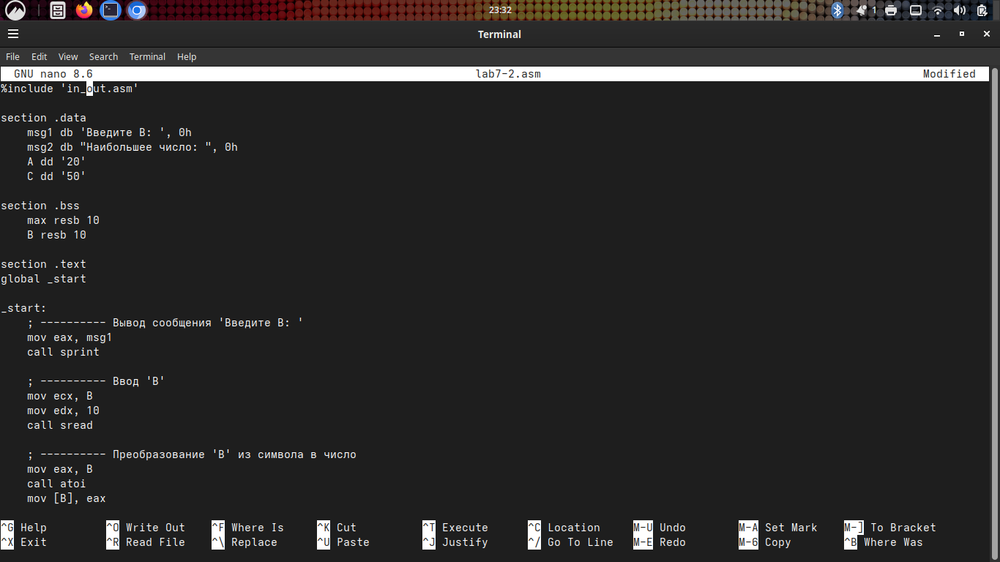 23:32
1
Terminal
File Edit View Search Terminal Help
GNU nano 8.6 lab7-2.asm Modified
%include 'in_out.asm'
section .data
msg1 db 'Введите B: ', 0h
msg2 db "Наибольшее число: ", 0h
A dd '20'
C dd '50'
section .bss
max resb 10
B resb 10
section .text
global _start
_start:
; ---------- Вывод сообщения 'Введите B: '
mov eax, msg1
call sprint
; ---------- Ввод 'B'
mov ecx, B
mov edx, 10
call sread
; ---------- Преобразование 'B' из символа в число
mov eax, B
call atoi
mov [B], eax
^G Help ^O Write Out ^F Where Is ^K Cut ^T Execute ^C Location M-U Undo M-A Set Mark M-] To Bracket
^X Exit ^R Read File ^\ Replace ^U Paste ^J Justify ^/ Go To Line M-E Redo M-6 Copy ^B Where Was